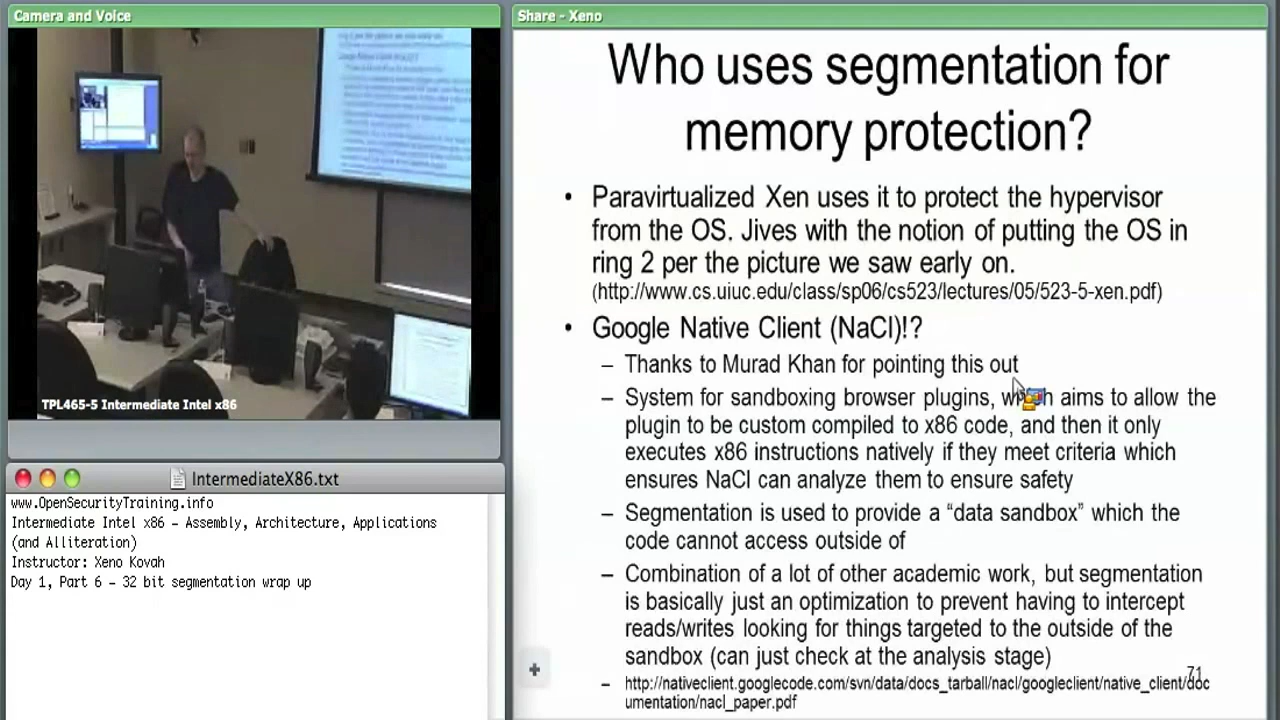 Camera and Voice
TPL465-5 Intermediate Intel x86
IntermediateX86.txt
www.OpenSecurityTraining.info
Intermediate Intel x86 – Assembly, Architecture, Applications
(and Alliteration)
Instructor: Xeno Kovah
Day 1, Part 6 – 32 bit segmentation wrap up
Share - Xeno
Who uses segmentation for
memory protection?
• Paravirtualized Xen uses it to protect the hypervisor
from the OS. Jives with the notion of putting the OS in
ring 2 per the picture we saw early on.
(http://www.cs.uiuc.edu/class/sp06/cs523/lectures/05/523-5-xen.pdf)
• Google Native Client (NaCl)!?
– Thanks to Murad Khan for pointing this out
– System for sandboxing browser plugins, which aims to allow the
plugin to be custom compiled to x86 code, and then it only
executes x86 instructions natively if they meet criteria which
ensures NaCl can analyze them to ensure safety
– Segmentation is used to provide a “data sandbox” which the
code cannot access outside of
– Combination of a lot of other academic work, but segmentation
is basically just an optimization to prevent having to intercept
reads/writes looking for things targeted to the outside of the
sandbox (can just check at the analysis stage)
71
– http://nativeclient.googlecode.com/svn/data/docs_tarball/nacl/googleclient/native_client/doc
umentation/nacl_paper.pdf